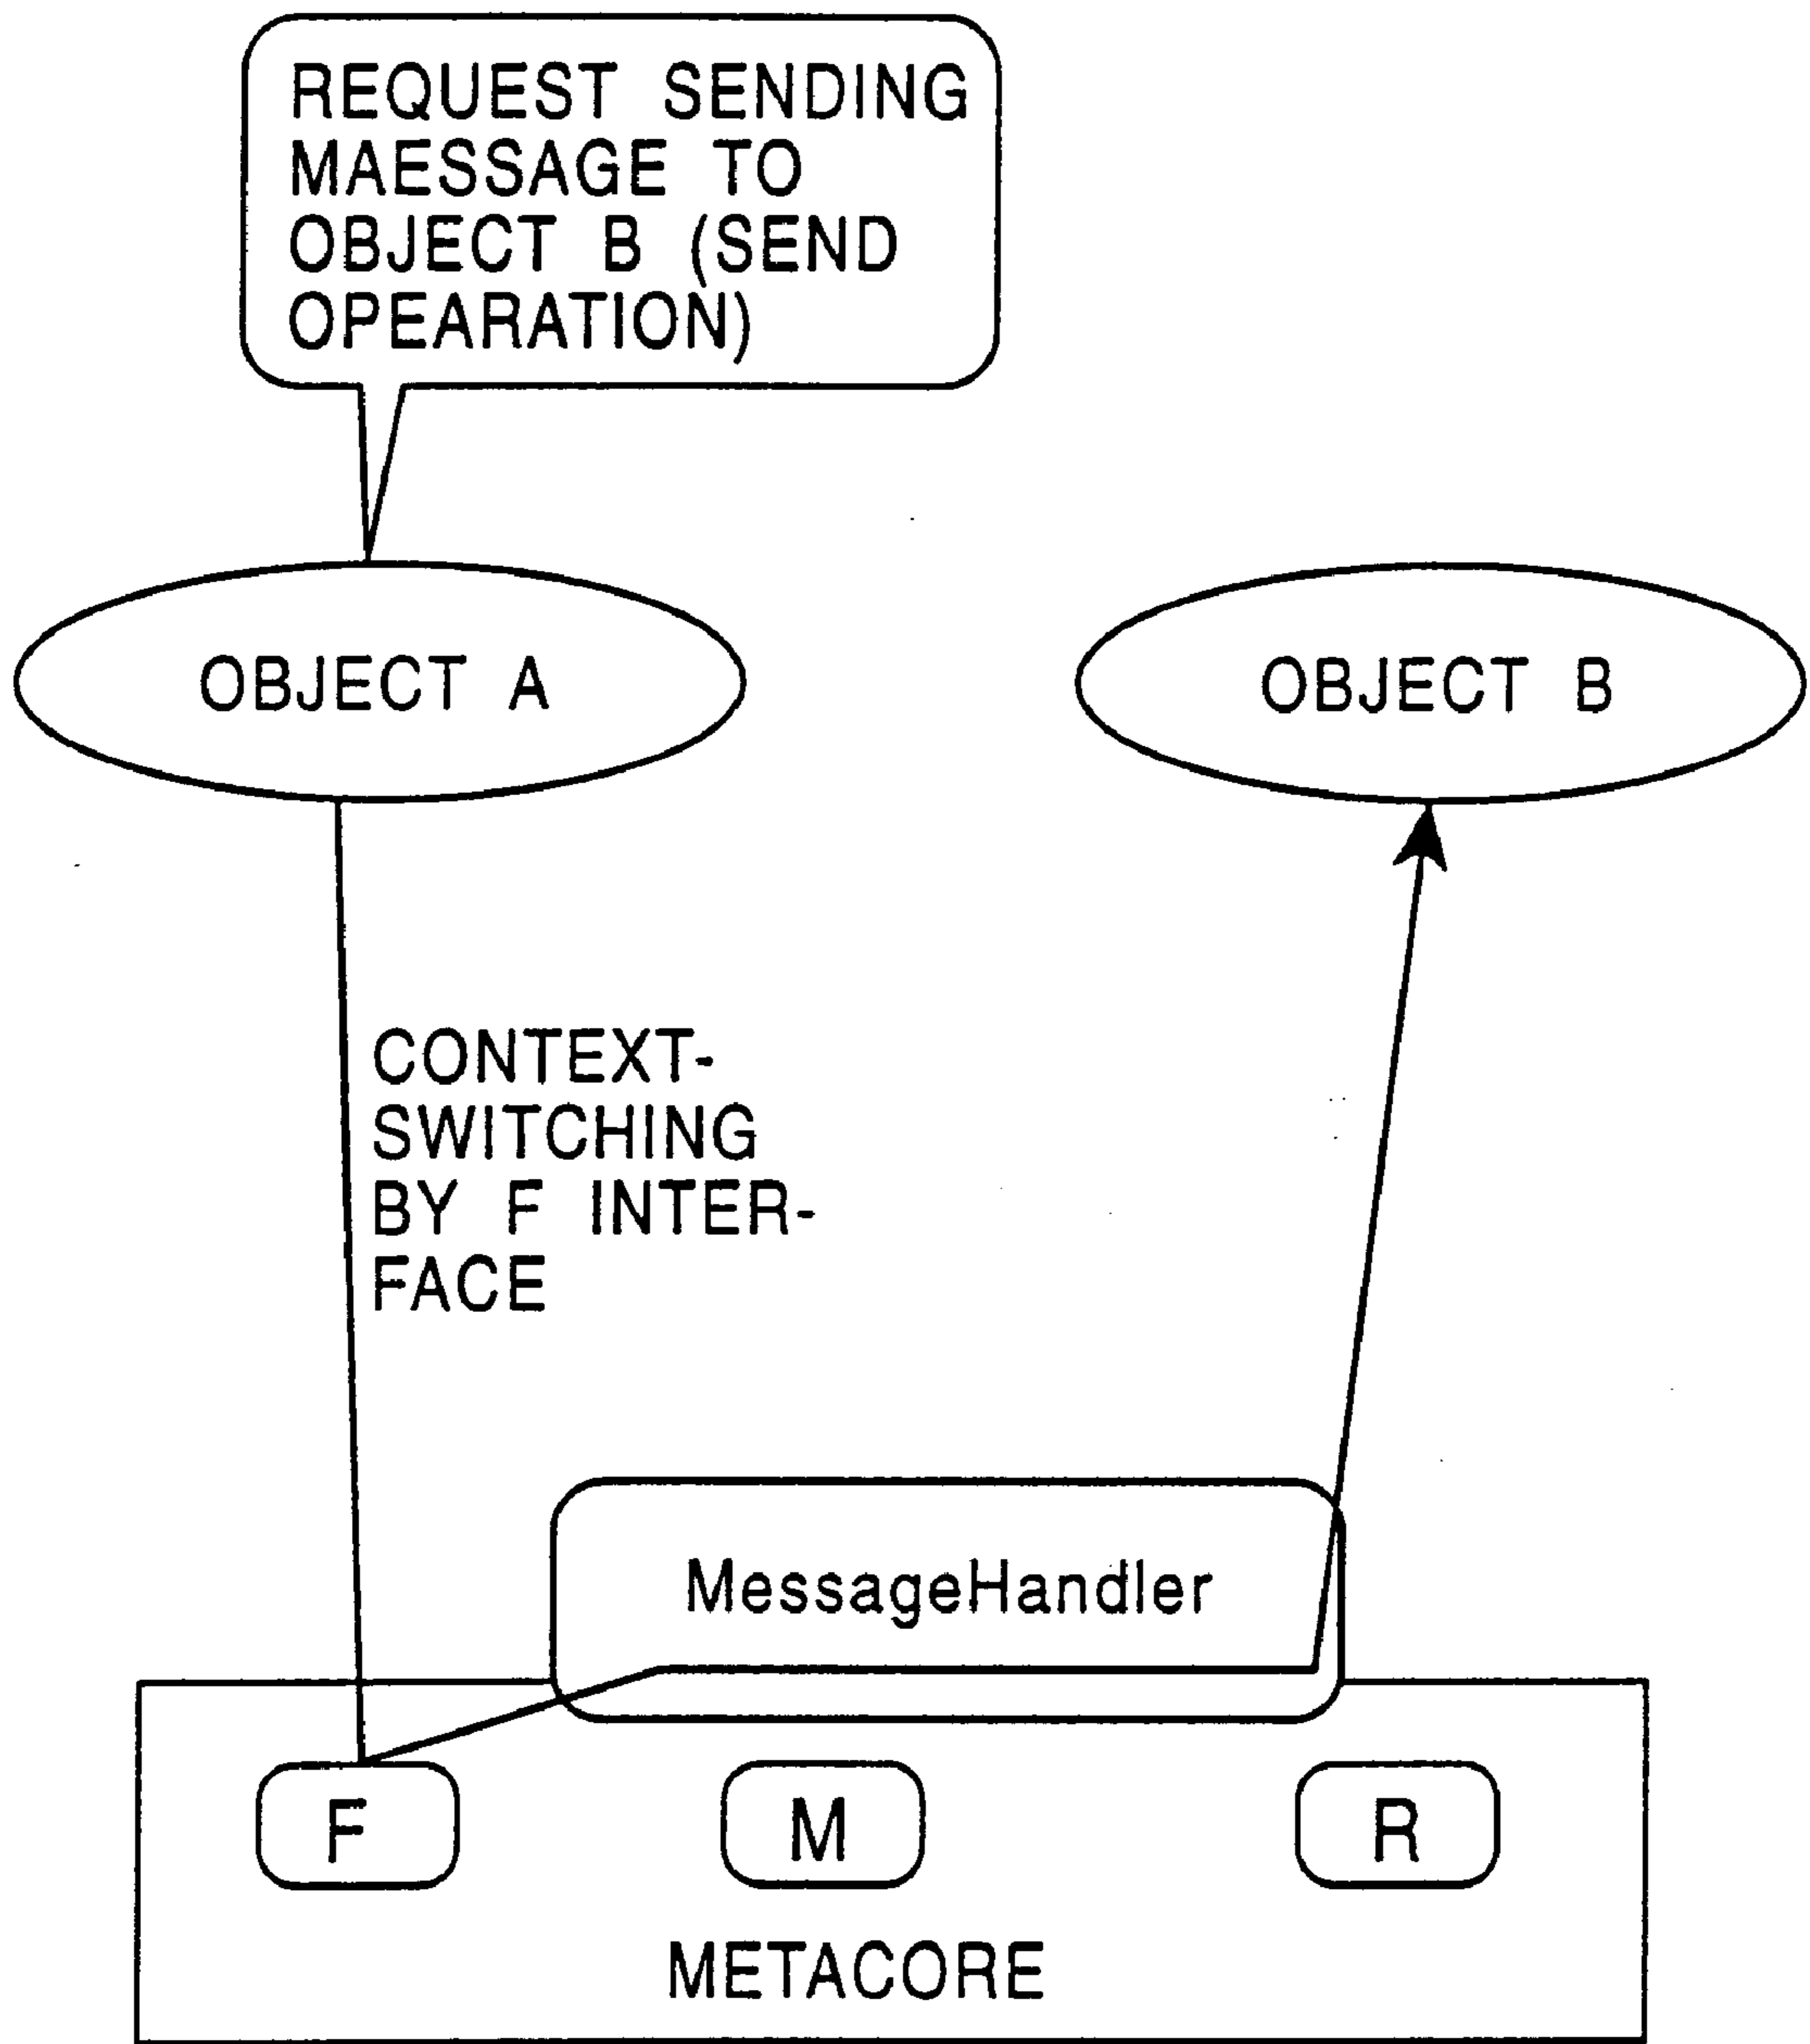 REQUEST SENDING
MAESSAGE TO
OBJECT B (SEND
OPEARATION)
OBJECT A
OBJECT B
CONTEXT-
SWITCHING
BY F INTER-
FACE
MessageHandler
F
M
R
METACORE